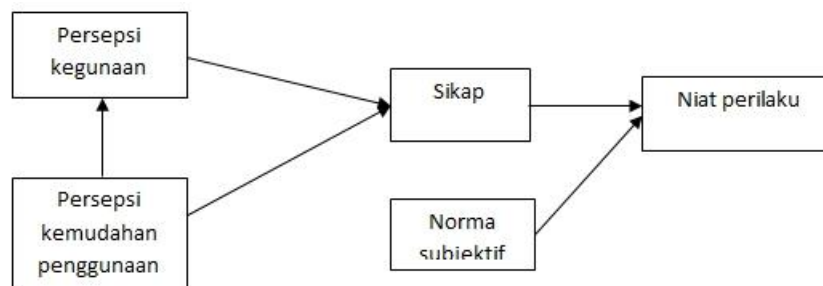 Persepsi
kegunaan
Sikap
Niat perilaku
Persepsi
kemudahan
penggunaan
Norma
subjektif